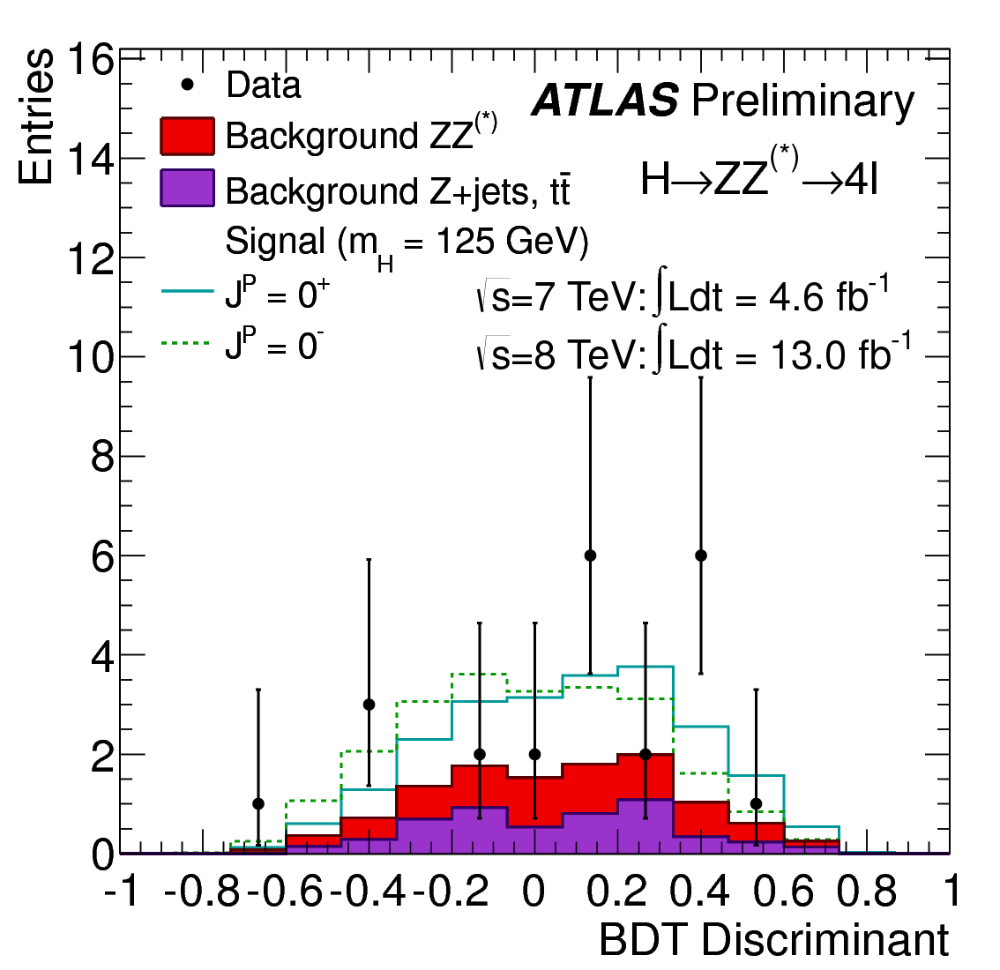 Entries
16
14
12
10
8
6
4
2
0
Data
Background ZZ(*)
Background Z+jets, tt̄
Signal (mH = 125 GeV)
JP = 0+
JP = 0-
ATLAS Preliminary
H→ZZ(*)→4l
√s=7 TeV:∫Ldt = 4.6 fb-1
√s=8 TeV:∫Ldt = 13.0 fb-1
-1 -0.8 -0.6 -0.4 -0.2 0 0.2 0.4 0.6 0.8 1
BDT Discriminant